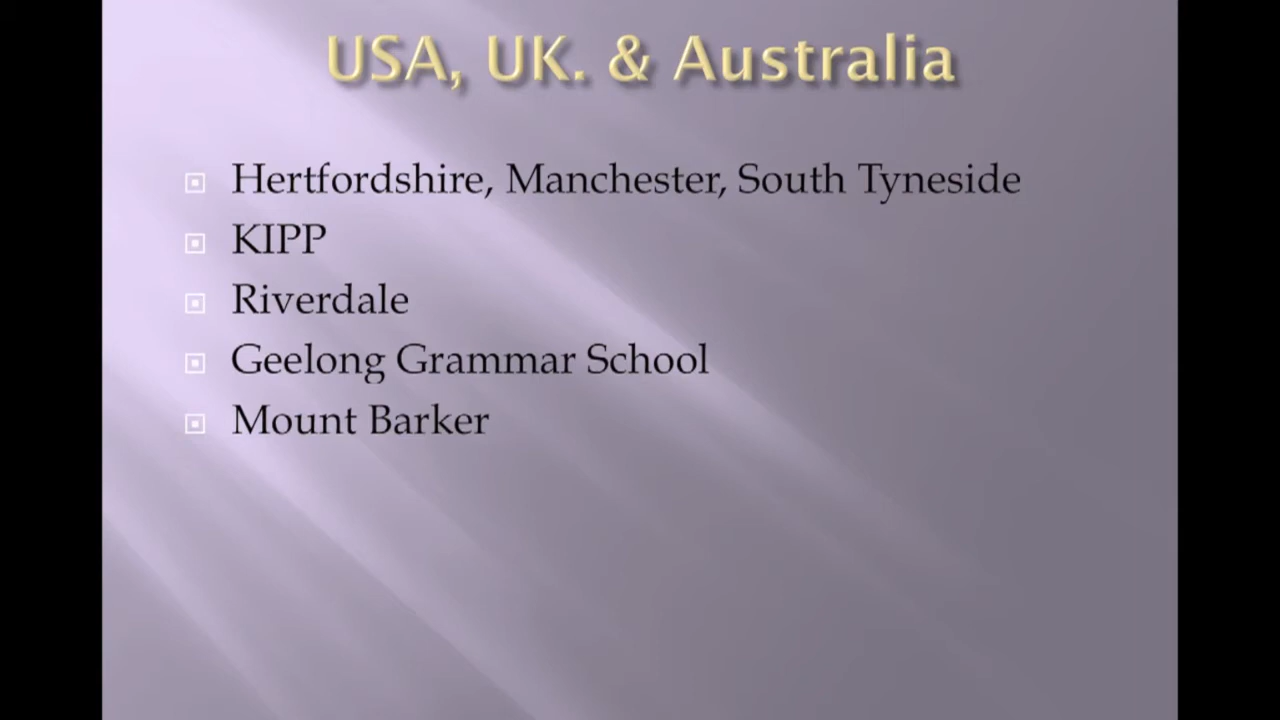 USA, UK. & Australia
Hertfordshire, Manchester, South Tyneside
KIPP
Riverdale
Geelong Grammar School
Mount Barker